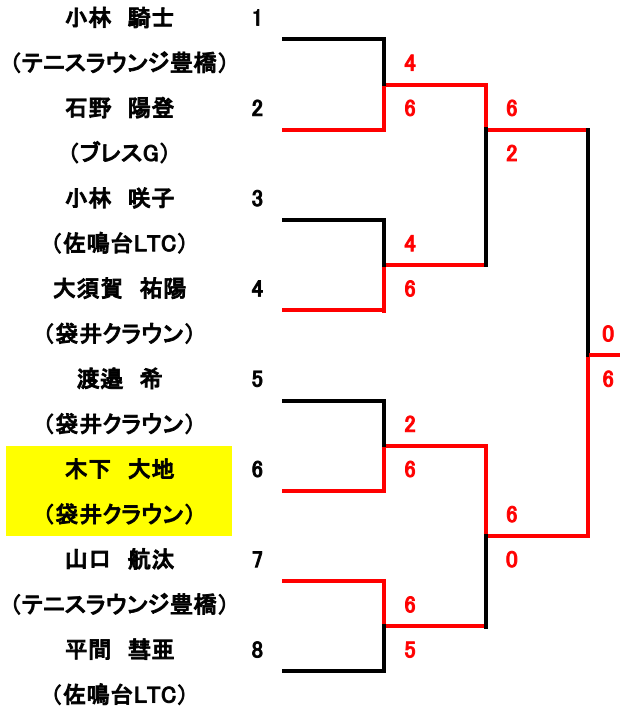 小林　騎士 1
(テニスラウンジ豊橋) 4
石野　陽登 2 6 6
(ブレスG) 2
小林　咲子 3
(佐鳴台LTC) 4
大須賀　祐陽 4 6
(袋井クラウン) 0
渡邉　希 5 6
(袋井クラウン) 2
木下　大地 6 6
(袋井クラウン) 6
山口　航汰 7 0
(テニスラウンジ豊橋) 6
平間　彗亜 8 5
(佐鳴台LTC)